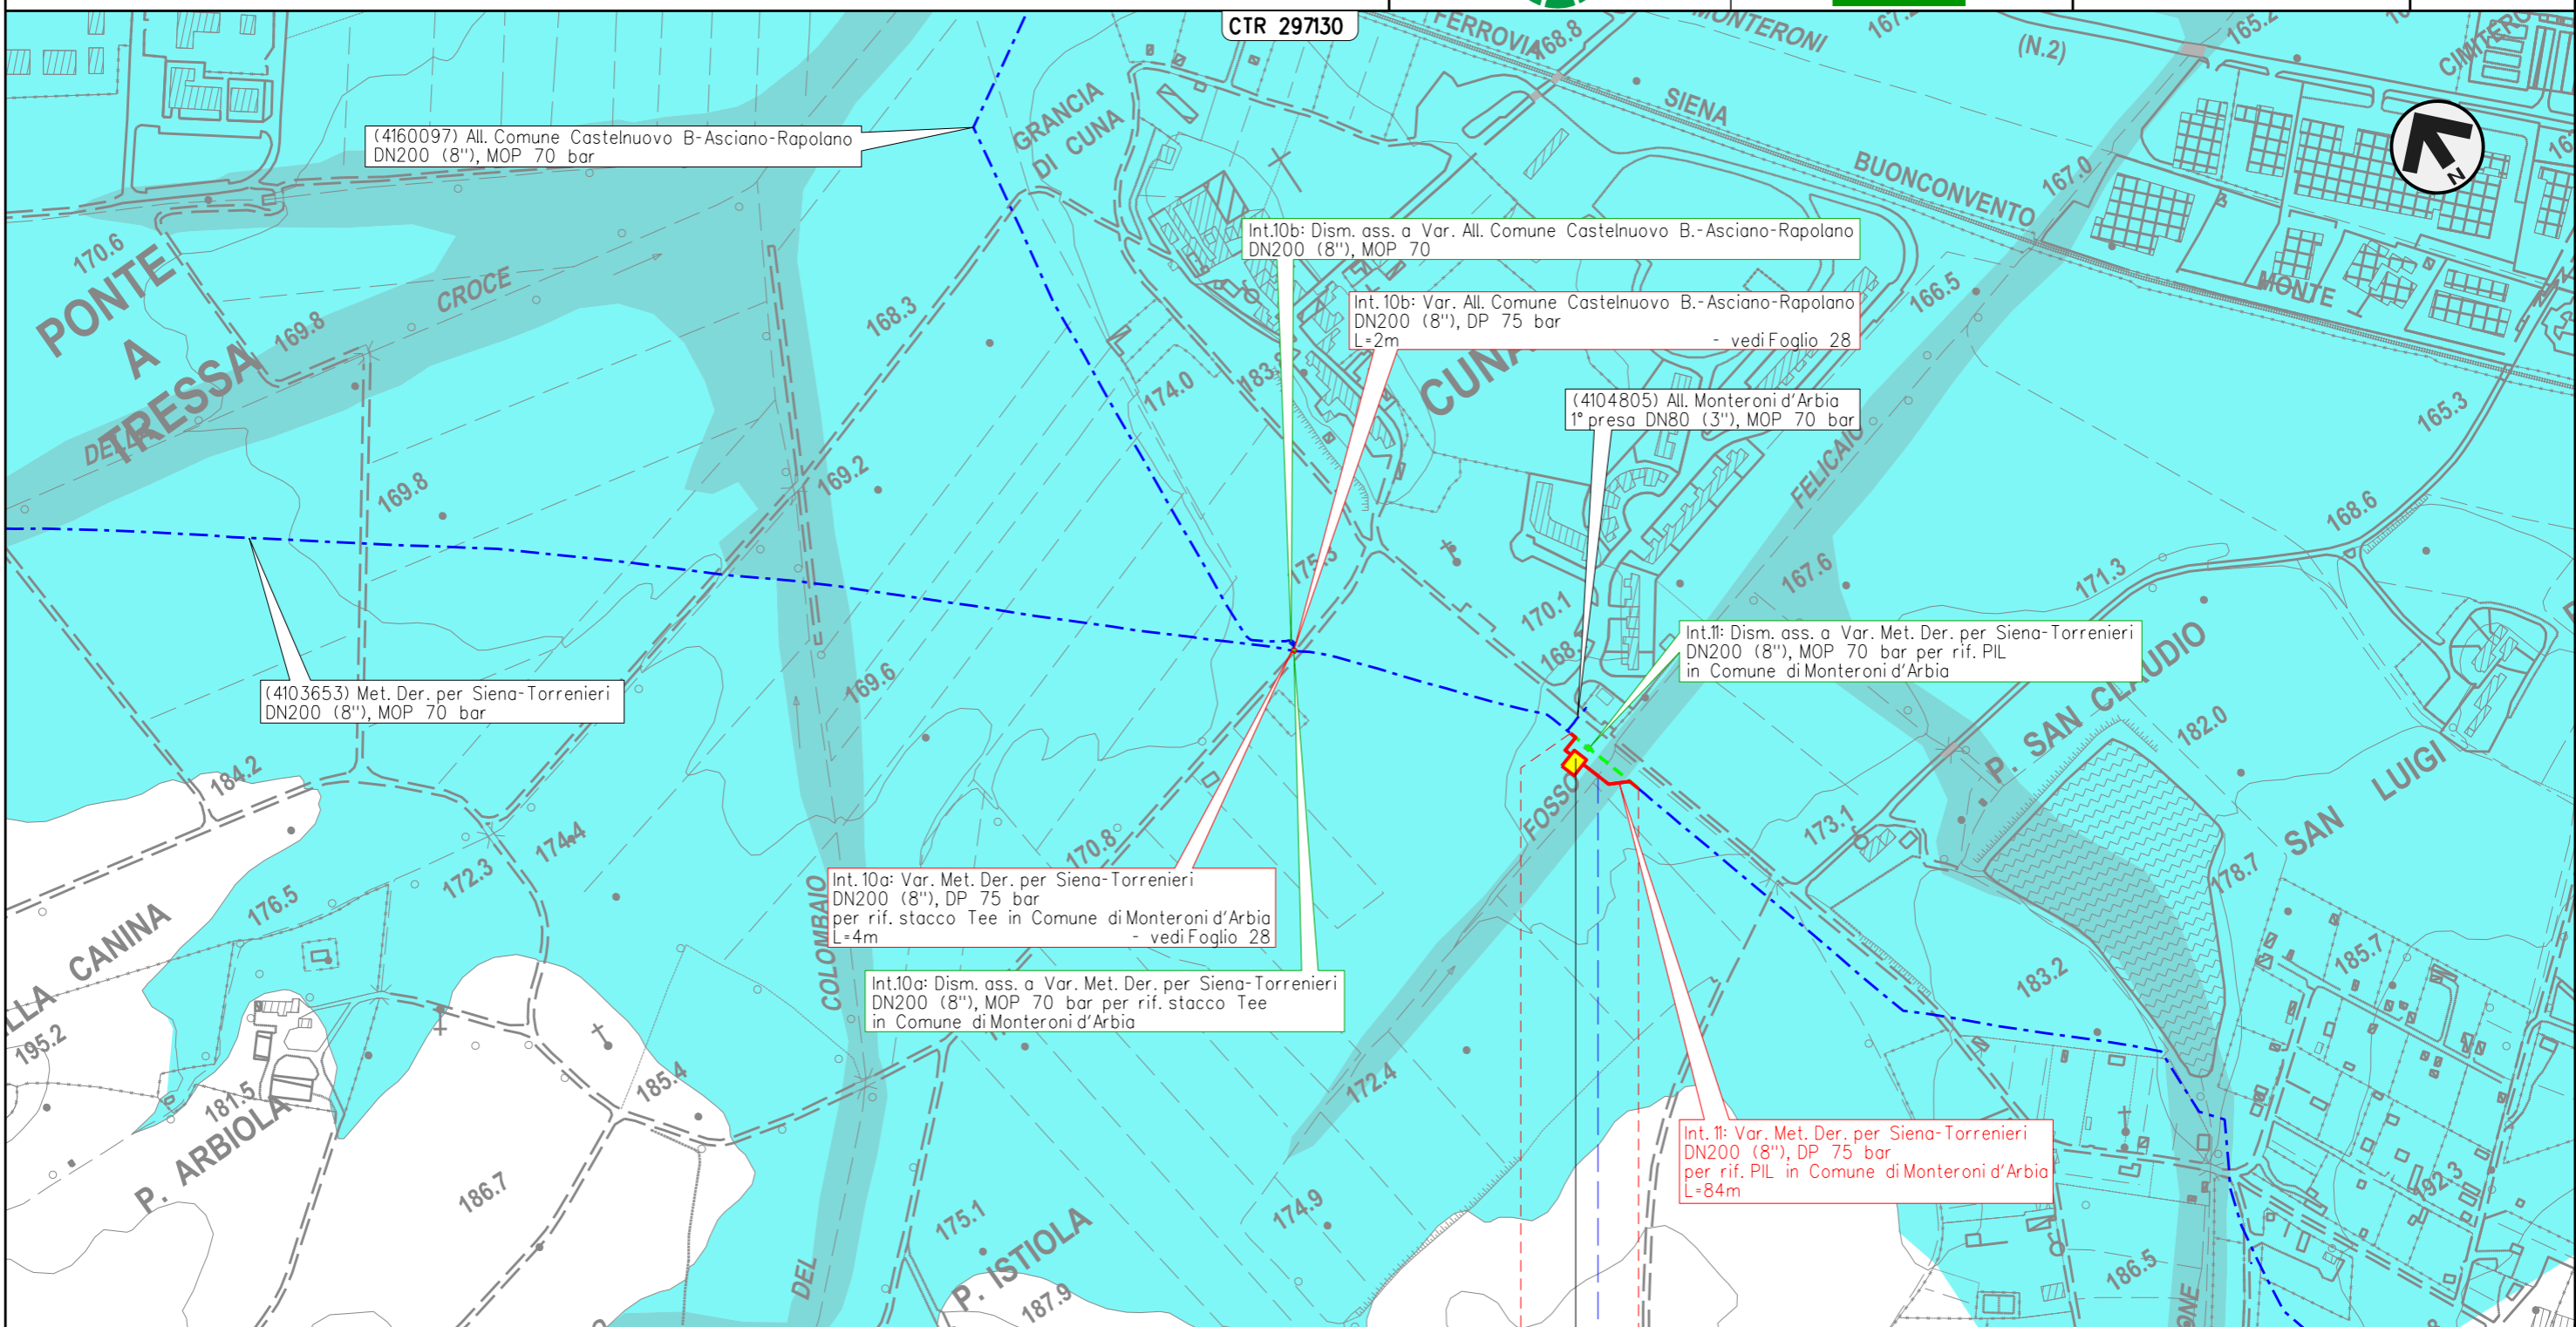 CTR 297130
FERROVIA
168.8
MONTERONI
(N.2)
165.2
CIMITERO
SIENA
BUONCONVENTO
167.0
N
GRANCIA
DI CUNA
(4160097) All. Comune Castelnuovo B-Asciano-Rapolano
DN200 (8"), MOP 70 bar
Int.10b: Dism. ass. a Var. All. Comune Castelnuovo B.-Asciano-Rapolano
DN200 (8"), MOP 70
Int. 10b: Var. All. Comune Castelnuovo B.-Asciano-Rapolano
DN200 (8"), DP 75 bar
L=2m - vedi Foglio 28
170.6
PONTE
A
TRESSA
CROCE
169.8
168.3
166.5
MONTE
CUNA
174.0
(4104805) All. Monteroni d'Arbia
1° presa DN80 (3"), MOP 70 bar
165.3
169.8
169.2
FELICAIO
168.6
171.3
167.6
170.1
Int.11: Dism. ass. a Var. Met. Der. per Siena-Torrenieri
DN200 (8"), MOP 70 bar per rif. PIL
in Comune di Monteroni d'Arbia
(4103653) Met. Der. per Siena-Torrenieri
DN200 (8"), MOP 70 bar
169.6
P. SAN CLAUDIO
182.0
SAN LUIGI
184.2
FOSSO
173.1
174.4
172.3
170.8
178.7
176.5
Int. 10a: Var. Met. Der. per Siena-Torrenieri
DN200 (8"), DP 75 bar
per rif. stacco Tee in Comune di Monteroni d'Arbia
L=4m - vedi Foglio 28
CANINA
COLOMBAIO
185.7
183.2
Int.10a: Dism. ass. a Var. Met. Der. per Siena-Torrenieri
DN200 (8"), MOP 70 bar per rif. stacco Tee
in Comune di Monteroni d'Arbia
195.2
181.5
185.4
172.4
P. ARBIOLA
Int. 11: Var. Met. Der. per Siena-Torrenieri
DN200 (8"), DP 75 bar
per rif. PIL in Comune di Monteroni d'Arbia
L=84m
186.7
175.1
174.9
192.3
P. ISTIOLA
187.9
DEL
186.5